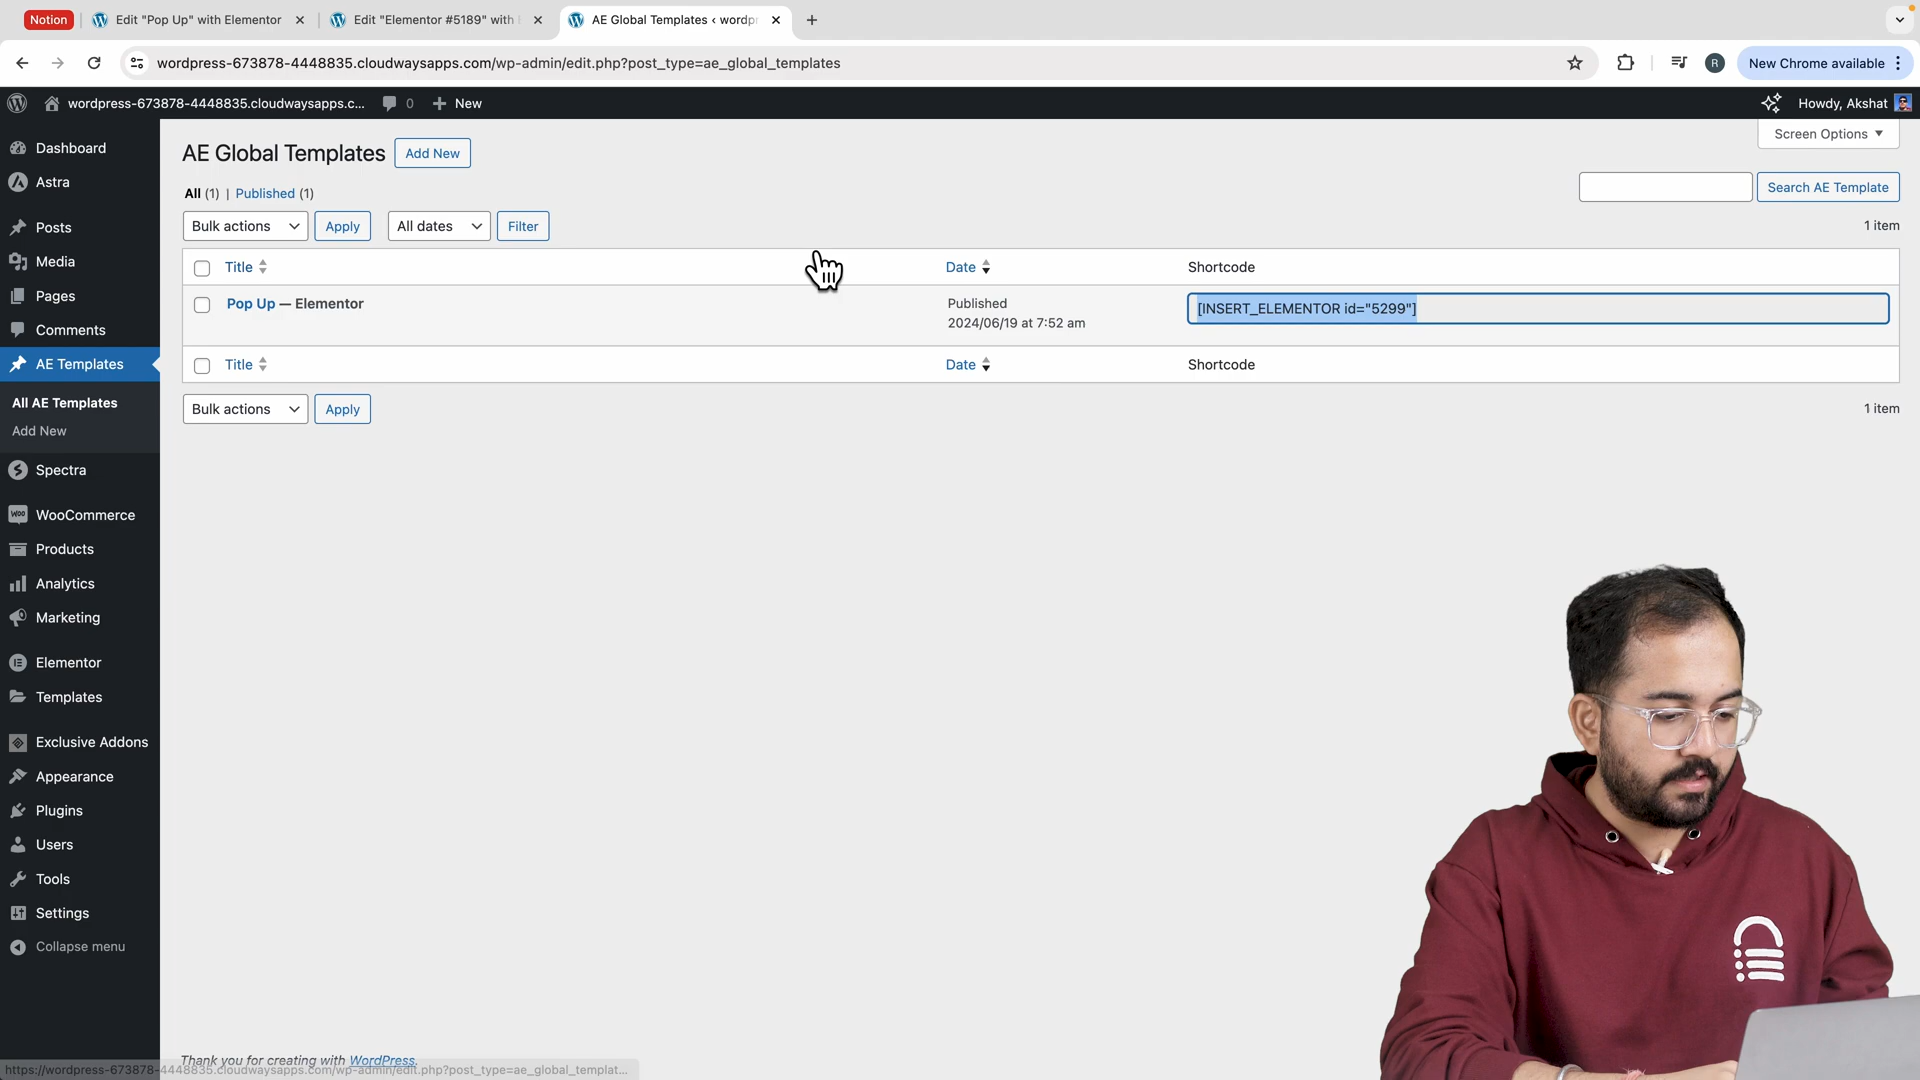 Notion
Edit "Pop Up" with Elementor
Edit "Elementor #5189" with
AE Global Templates ‹ wordp
wordpress-673878-4448835.cloudwaysapps.com/wp-admin/edit.php?post_type=ae_global_templates
R
New Chrome available
wordpress-673878-4448835.cloudwaysapps.c...
0
New
Howdy, Akshat
Dashboard
Astra
Posts
Media
Pages
Comments
AE Templates
All AE Templates
Add New
Spectra
WooCommerce
Products
Analytics
Marketing
Elementor
Templates
Exclusive Addons
Appearance
Plugins
Users
Tools
Settings
Collapse menu
Screen Options
AE Global Templates
Add New
All (1) | Published (1)
Search AE Template
Bulk actions
Apply
All dates
Filter
1 item
Title
Date
Shortcode
Pop Up — Elementor
Published
2024/06/19 at 7:52 am
[INSERT_ELEMENTOR id="5299"]
Title
Date
Shortcode
Bulk actions
Apply
1 item
Thank you for creating with WordPress.
https://wordpress-673878-4448835.cloudwaysapps.com/wp-admin/edit.php?post_type=ae_global_templat...